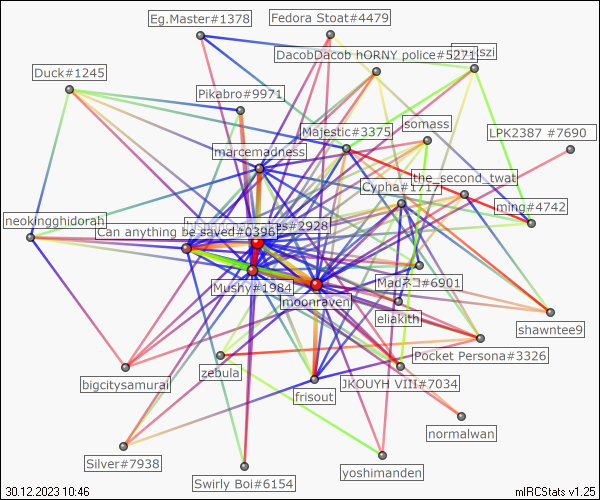 Eg.Master#1378
Fedora Stoat#4479
DacobDacob hORNY police#5271
szi
Duck#1245
Pikabro#9971
Majestic#3375
somass
LPK2387 #7690
marcemadness
the_second_twat
Cypha#1717
ming#4742
neokingghidorah
Can anything be saved#0396
es#2928
Mushy#1984
moonraven
Madネコ#6901
eliakith
shawntee9
Pocket Persona#3326
zebula
bigcitysamurai
JKOUYH VIII#7034
frisout
normalwan
Silver#7938
Swirly Boi#6154
yoshimanden
30.12.2023 10:46
mIRCStats v1.25